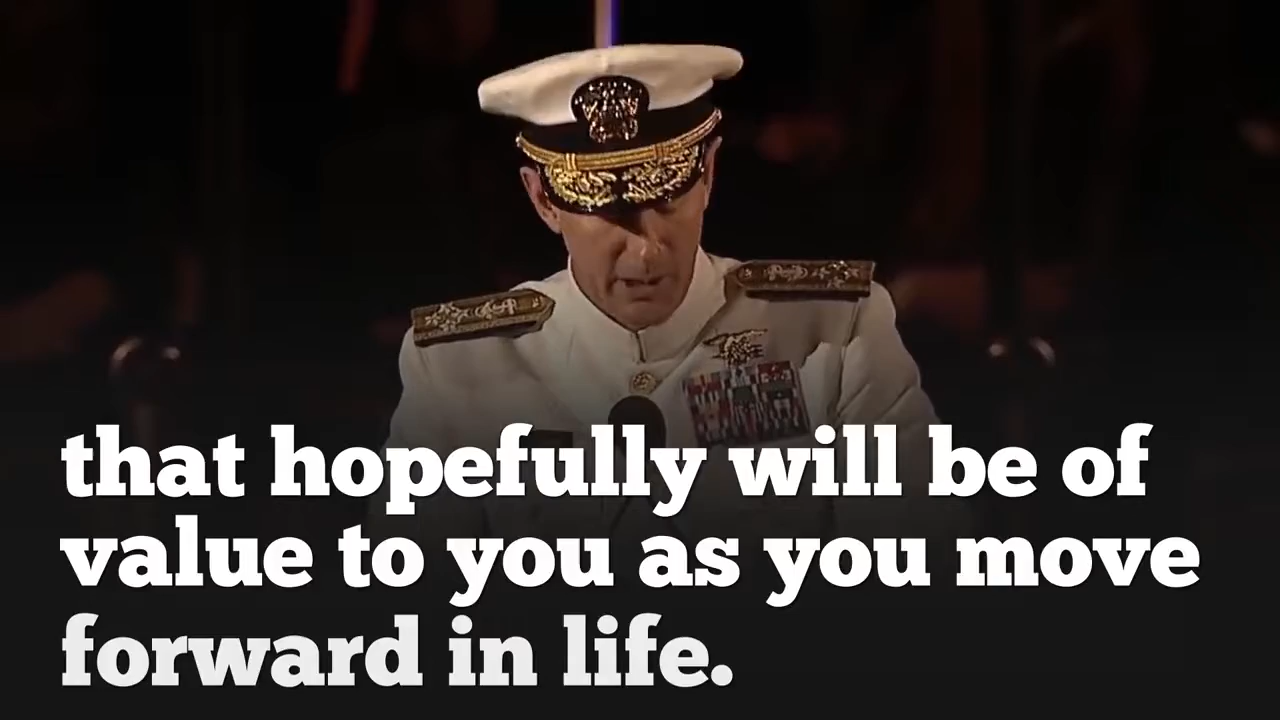 that hopefully will be of
value to you as you move
forward in life.